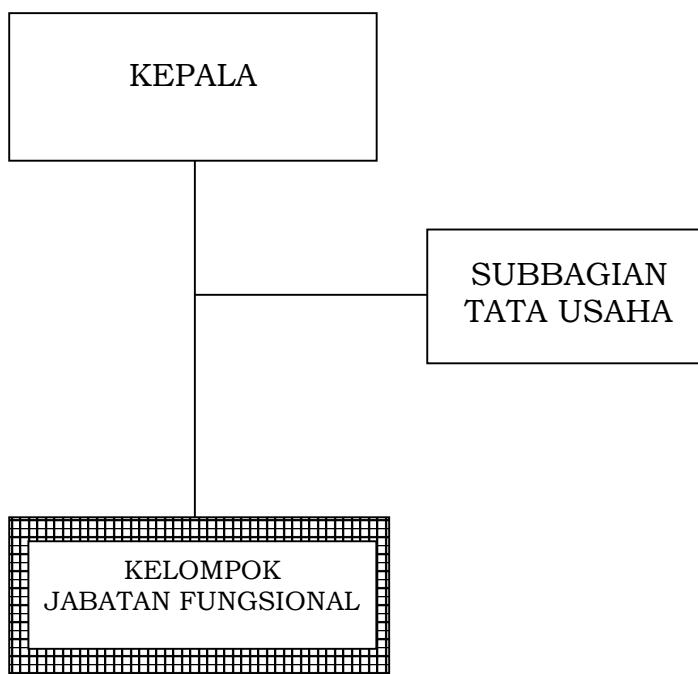 KEPALA
SUBBAGIAN
TATA USAHA
KELOMPOK
JABATAN FUNGSIONAL